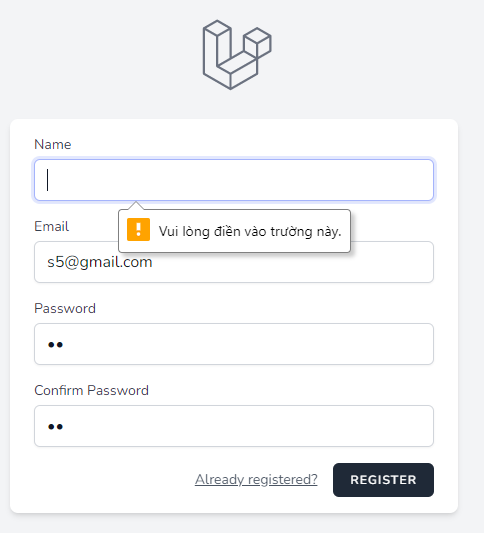 Name
Vui lòng điền vào trường này.
Email
s5@gmail.com
Password
••
Confirm Password
••
Already registered? REGISTER